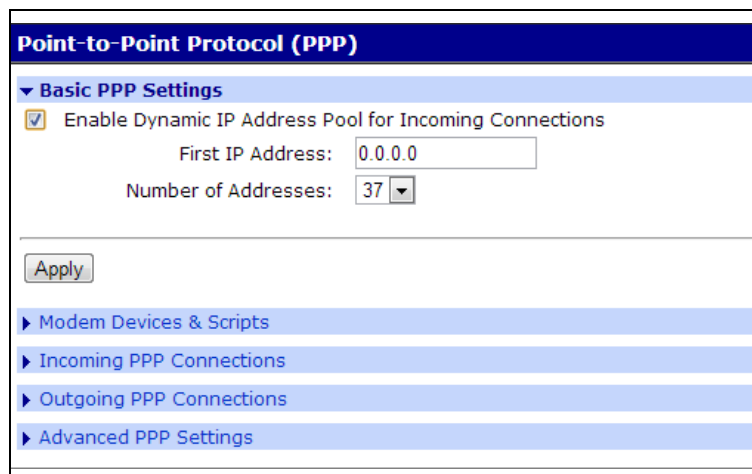 Point-to-Point Protocol (PPP)
Basic PPP Settings
Enable Dynamic IP Address Pool for Incoming Connections
First IP Address: 0.0.0.0
Number of Addresses: 37
Apply
Modem Devices & Scripts
Incoming PPP Connections
Outgoing PPP Connections
Advanced PPP Settings